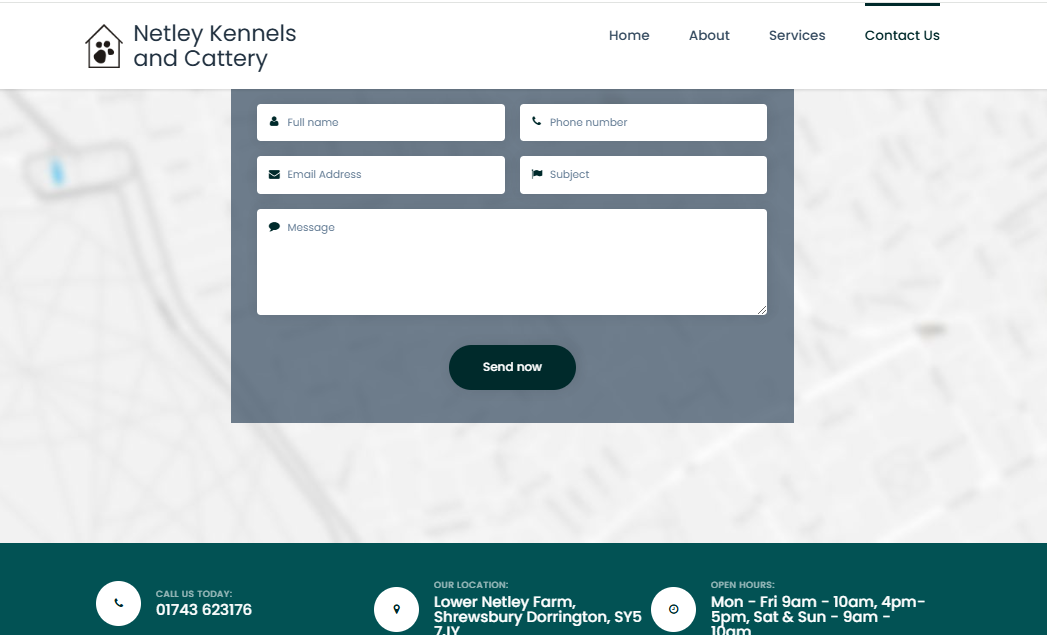 Netley Kennels
and Cattery
Home About Services Contact Us
Full name Phone number
Email Address Subject
Message
Send now
CALL US TODAY:
01743 623176
OUR LOCATION:
Lower Netley Farm,
Shrewsbury Dorrington, SY5
7JY
OPEN HOURS:
Mon - Fri 9am - 10am, 4pm-
5pm, Sat & Sun - 9am -
10am